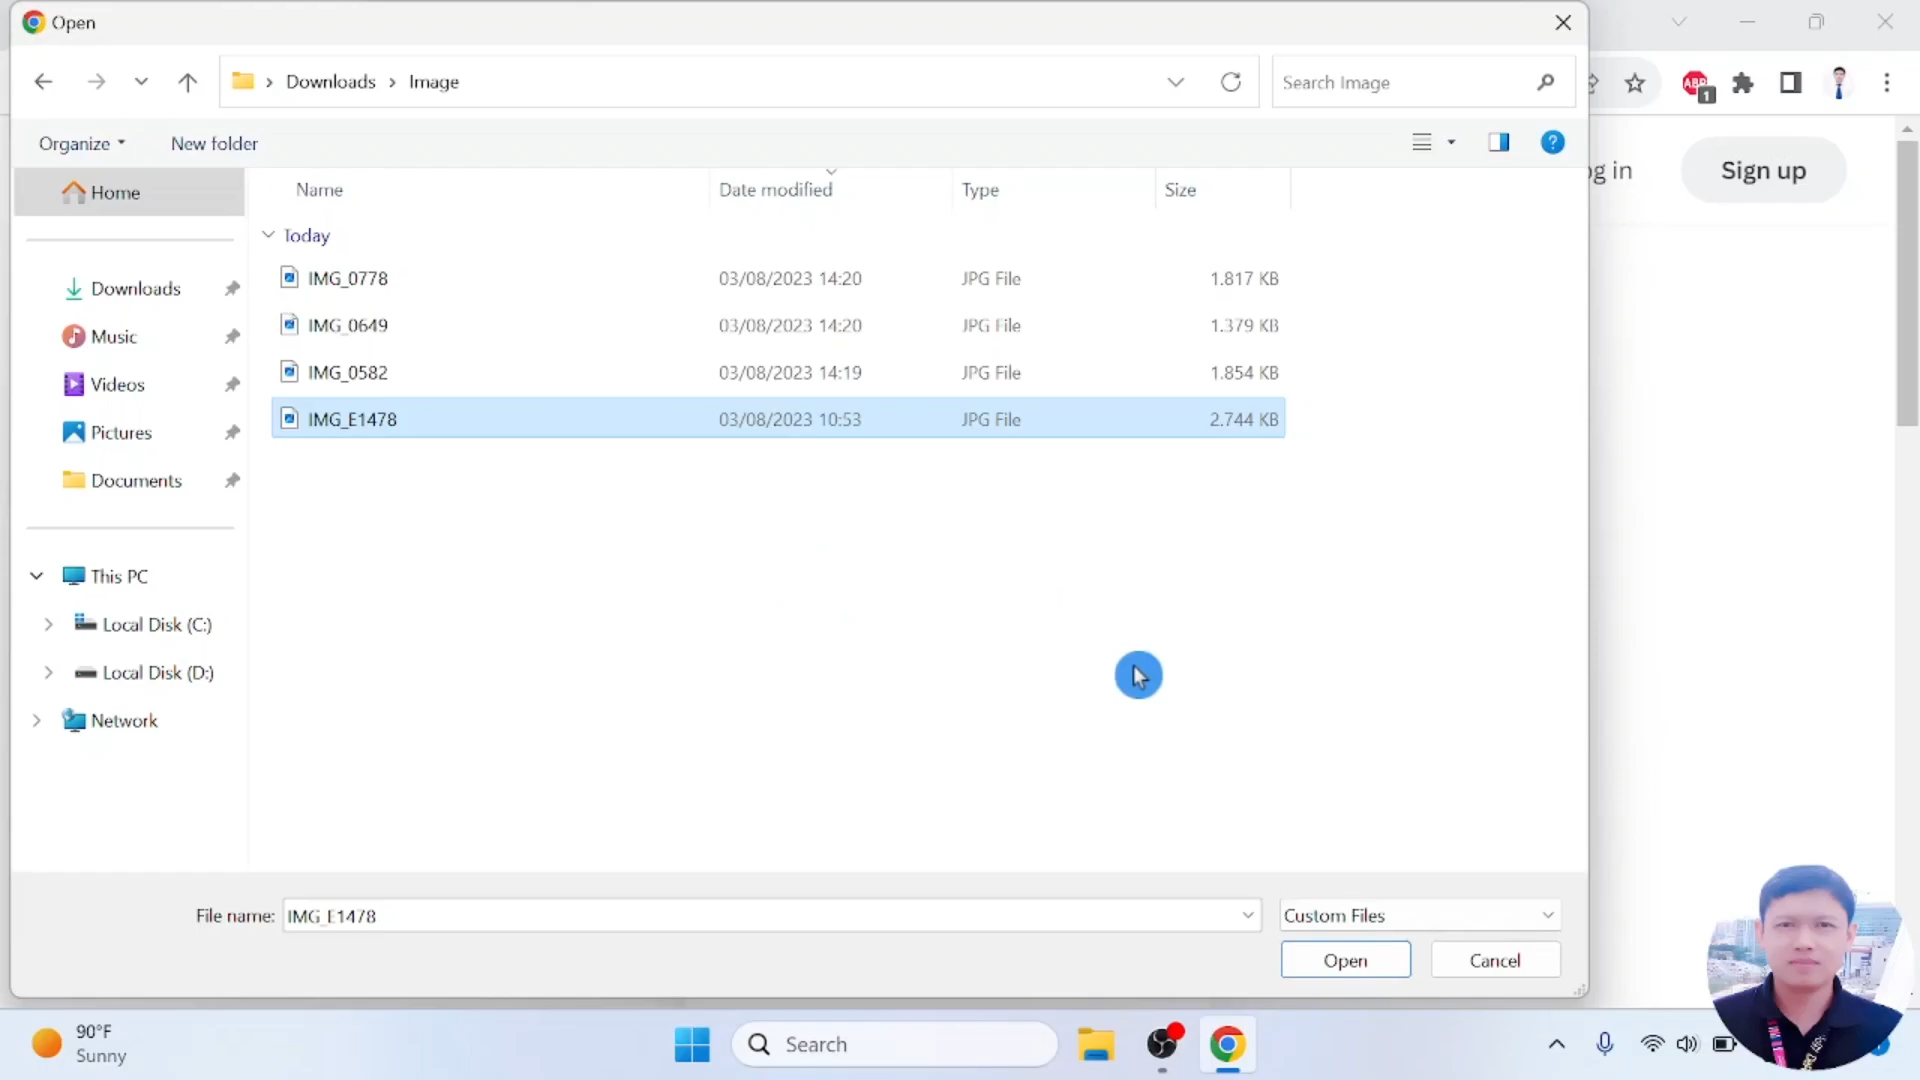 Open
Downloads
Image
Search Image
ABP
1
Organize
New folder
?
Home
Name
Date modified
Type
Size
in
Sign up
Today
Downloads
IMG_0778
03/08/2023 14:20
JPG File
1.817 KB
Music
IMG_0649
03/08/2023 14:20
JPG File
1.379 KB
Videos
IMG_0582
03/08/2023 14:19
JPG File
1.854 KB
Pictures
IMG_E1478
03/08/2023 10:53
JPG File
2.744 KB
Documents
This PC
Local Disk (C:)
Local Disk (D:)
Network
File name:
IMG_E1478
Custom Files
Open
Cancel
90°F
Sunny
Search